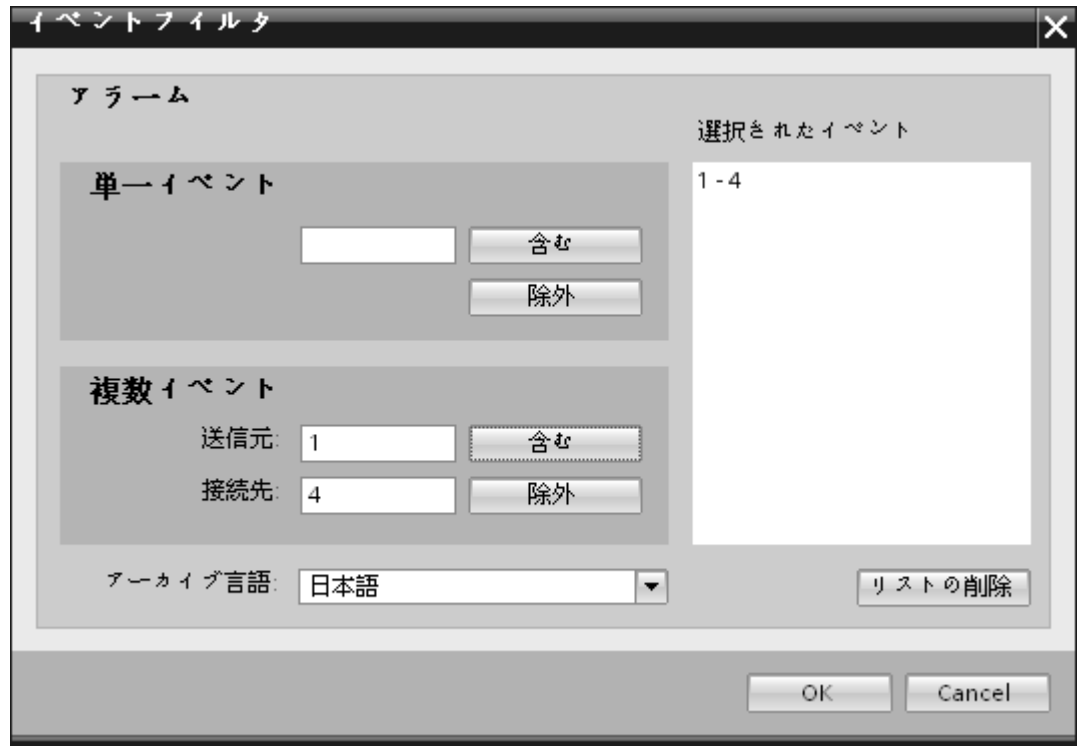 イベントフィルタ
アラーム
選択されたイベント
単一イベント
1 - 4
含む
除外
複数イベント
送信元: 1 含む
接続先: 4 除外
アーカイブ言語: 日本語
リストの削除
OK Cancel